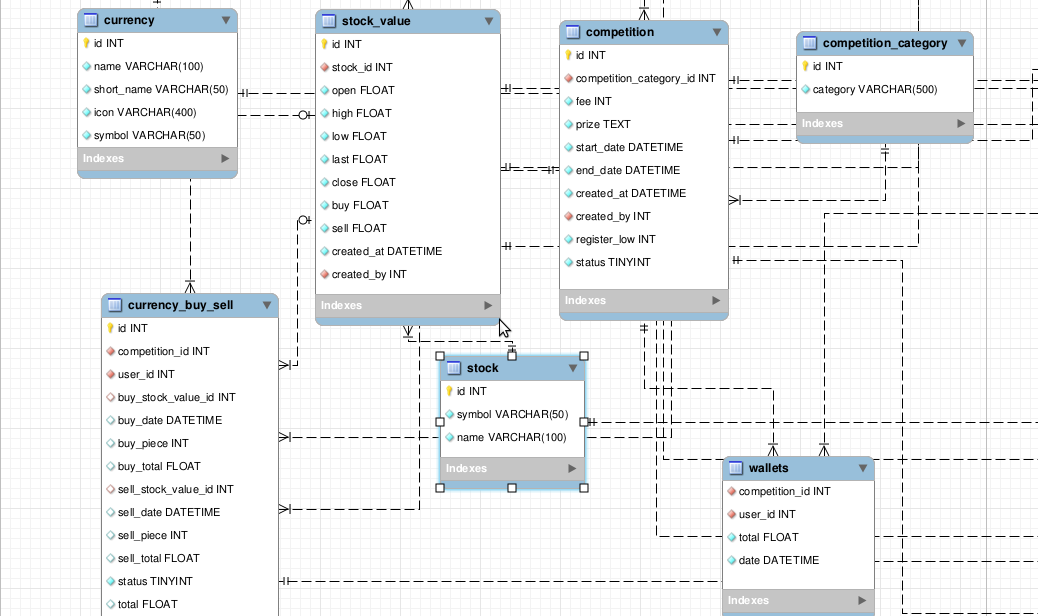 currency
id INT
name VARCHAR(100)
short_name VARCHAR(50)
icon VARCHAR(400)
symbol VARCHAR(50)
Indexes
stock_value
id INT
stock_id INT
open FLOAT
high FLOAT
low FLOAT
last FLOAT
close FLOAT
buy FLOAT
sell FLOAT
created_at DATETIME
created_by INT
Indexes
competition
id INT
competition_category_id INT
fee INT
prize TEXT
start_date DATETIME
end_date DATETIME
created_at DATETIME
created_by INT
register_low INT
status TINYINT
Indexes
competition_category
id INT
category VARCHAR(500)
Indexes
currency_buy_sell
id INT
competition_id INT
user_id INT
buy_stock_value_id INT
buy_date DATETIME
buy_piece INT
buy_total FLOAT
sell_stock_value_id INT
sell_date DATETIME
sell_piece INT
sell_total FLOAT
status TINYINT
total FLOAT
stock
id INT
symbol VARCHAR(50)
name VARCHAR(100)
Indexes
wallets
competition_id INT
user_id INT
total FLOAT
date DATETIME
Indexes